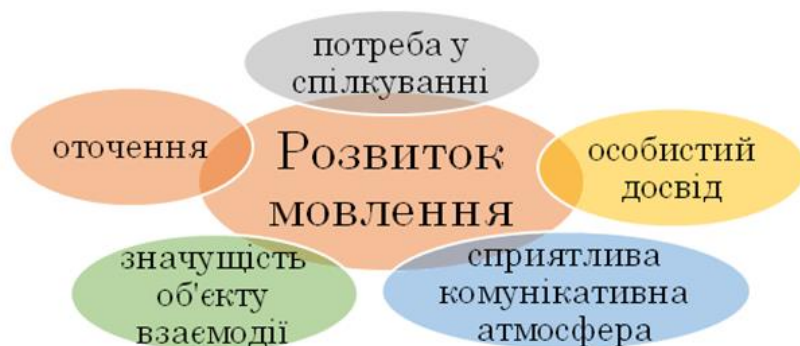 потреба у
спілкуванні
оточення
Розвиток
мовлення
особистий
досвід
значущість
об'єкту
взаємодії
сприятлива
комунікативна
атмосфера